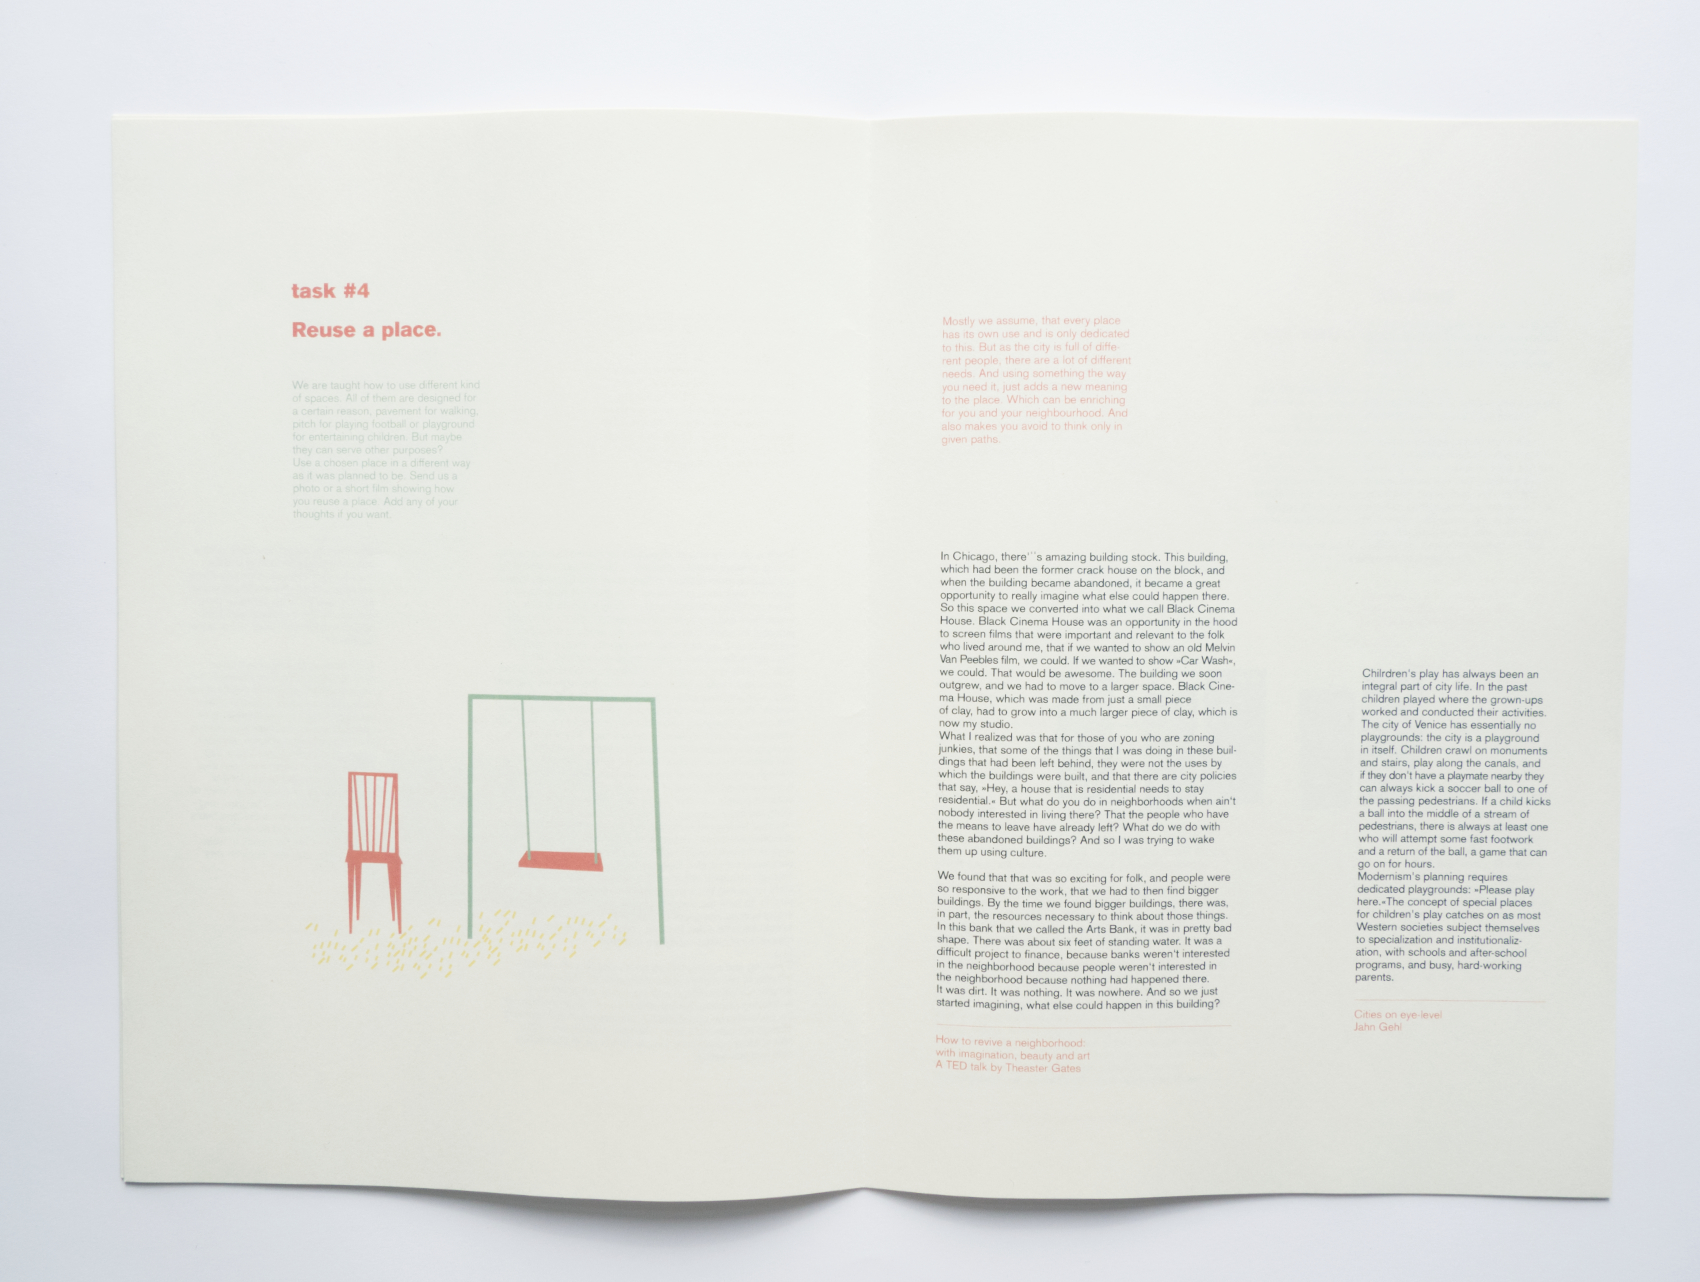 task #4
Reuse a place.
We are taught how to use different kind
of spaces. All of them are designed for
a certain reason, pavement for walking,
pitch for playing football or playground
for entertaining children. But maybe
they can serve other purposes?
Use a chosen place in a different way
as it was planned to be. Send us a
photo or a short film showing how
you reuse a place. Add any of your
thoughts if you want.
Mostly we assume, that every place
has its own use and is only dedicated
to this. But as the city is full of diffe-
rent people, there are a lot of different
needs. And using something the way
you need it, just adds a new meaning
to the place. Which can be enriching
for you and your neighbourhood. And
also makes you avoid to think only in
given paths.
In Chicago, there'´´s amazing building stock. This building,
which had been the former crack house on the block, and
when the building became abandoned, it became a great
opportunity to really imagine what else could happen there.
So this space we converted into what we call Black Cinema
House. Black Cinema House was an opportunity in the hood
to screen films that were important and relevant to the folk
who lived around me, that if we wanted to show an old Melvin
Van Peebles film, we could. If we wanted to show »Car Wash«,
we could. That would be awesome. The building we soon
outgrew, and we had to move to a larger space. Black Cine-
ma House, which was made from just a small piece
of clay, had to grow into a much larger piece of clay, which is
now my studio.
What I realized was that for those of you who are zoning
junkies, that some of the things that I was doing in these buil-
dings that had been left behind, they were not the uses by
which the buildings were built, and that there are city policies
that say, »Hey, a house that is residential needs to stay
residential.« But what do you do in neighborhoods when ain't
nobody interested in living there? That the people who have
the means to leave have already left? What do we do with
these abandoned buildings? And so I was trying to wake
them up using culture.
We found that that was so exciting for folk, and people were
so responsive to the work, that we had to then find bigger
buildings. By the time we found bigger buildings, there was,
in part, the resources necessary to think about those things.
In this bank that we called the Arts Bank, it was in pretty bad
shape. There was about six feet of standing water. It was a
difficult project to finance, because banks weren't interested
in the neighborhood because people weren't interested in
the neighborhood because nothing had happened there.
It was dirt. It was nothing. It was nowhere. And so we just
started imagining, what else could happen in this building?
How to revive a neighborhood:
with imagination, beauty and art
A TED talk by Theaster Gates
Chilrdren's play has always been an
integral part of city life. In the past
children played where the grown-ups
worked and conducted their activities.
The city of Venice has essentially no
playgrounds: the city is a playground
in itself. Children crawl on monuments
and stairs, play along the canals, and
if they don't have a playmate nearby they
can always kick a soccer ball to one of
the passing pedestrians. If a child kicks
a ball into the middle of a stream of
pedestrians, there is always at least one
who will attempt some fast footwork
and a return of the ball, a game that can
go on for hours.
Modernism's planning requires
dedicated playgrounds: »Please play
here.»The concept of special places
for children's play catches on as most
Western societies subject themselves
to specialization and institutionaliz-
ation, with schools and after-school
programs, and busy, hard-working
parents.
Cities on eye-level
Jahn Gehl